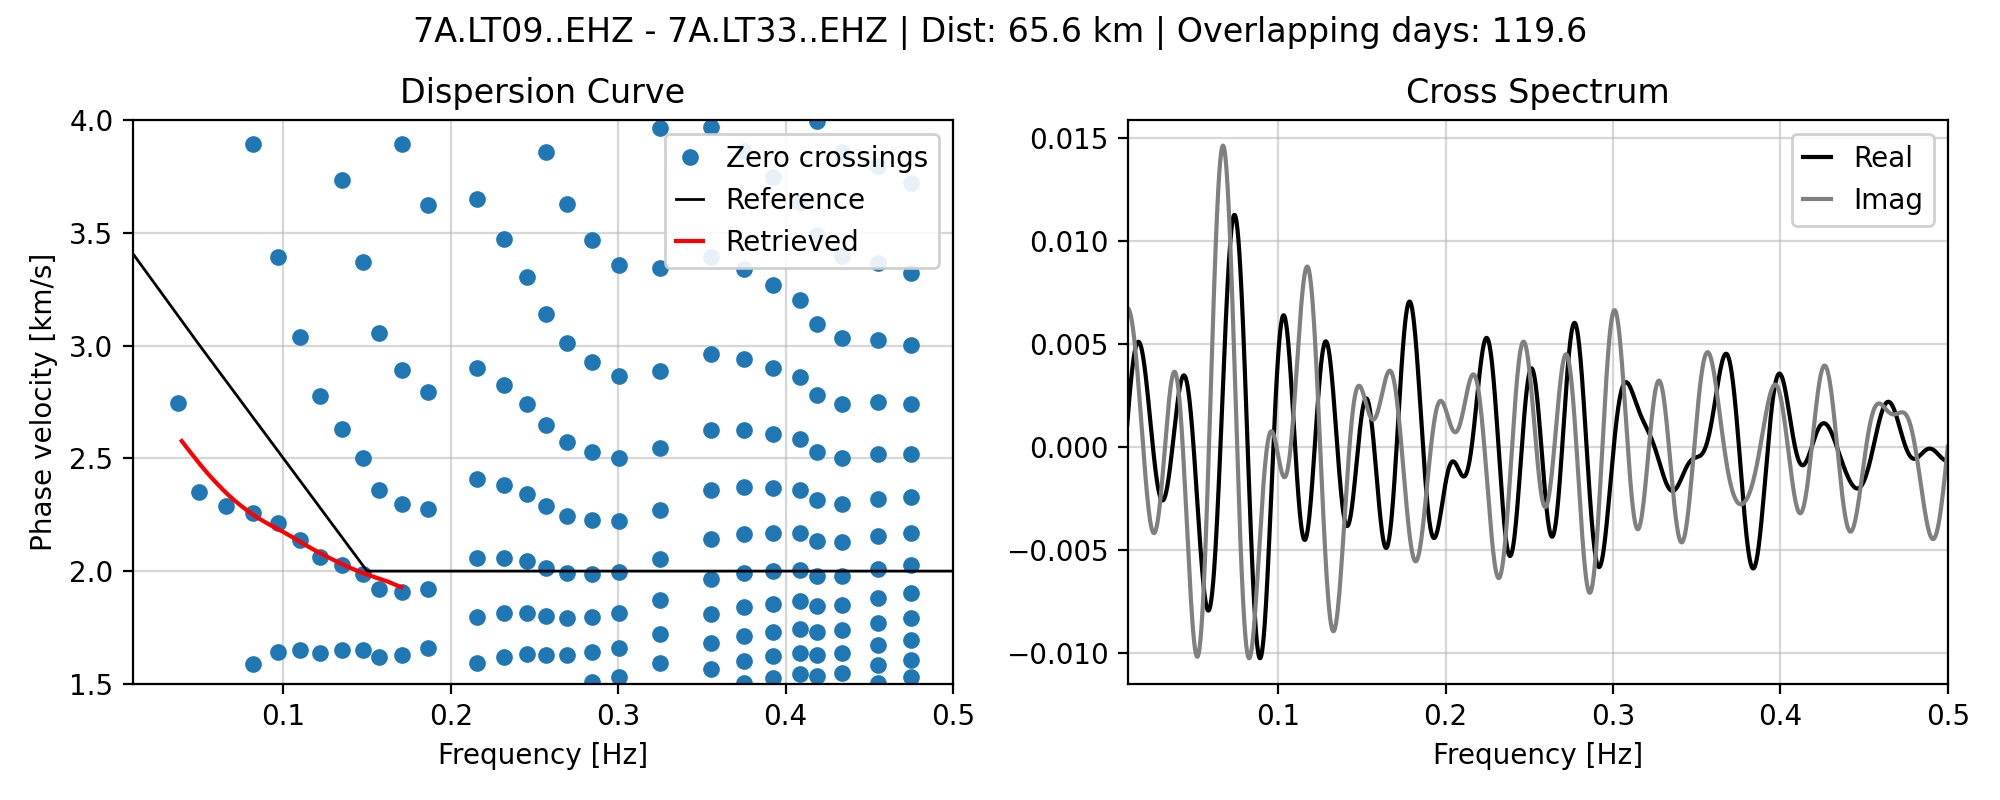 7A.LT09..EHZ - 7A.LT33..EHZ | Dist: 65.6 km | Overlapping days: 119.6
Dispersion Curve
4.0
3.5
3.0
2.5
2.0
1.5
Phase velocity [km/s]
Zero crossings
Reference
Retrieved
0.1
0.2
0.3
0.4
0.5
Frequency [Hz]
Cross Spectrum
0.015
0.010
0.005
0.000
−0.005
−0.010
Real
Imag
0.1
0.2
0.3
0.4
0.5
Frequency [Hz]